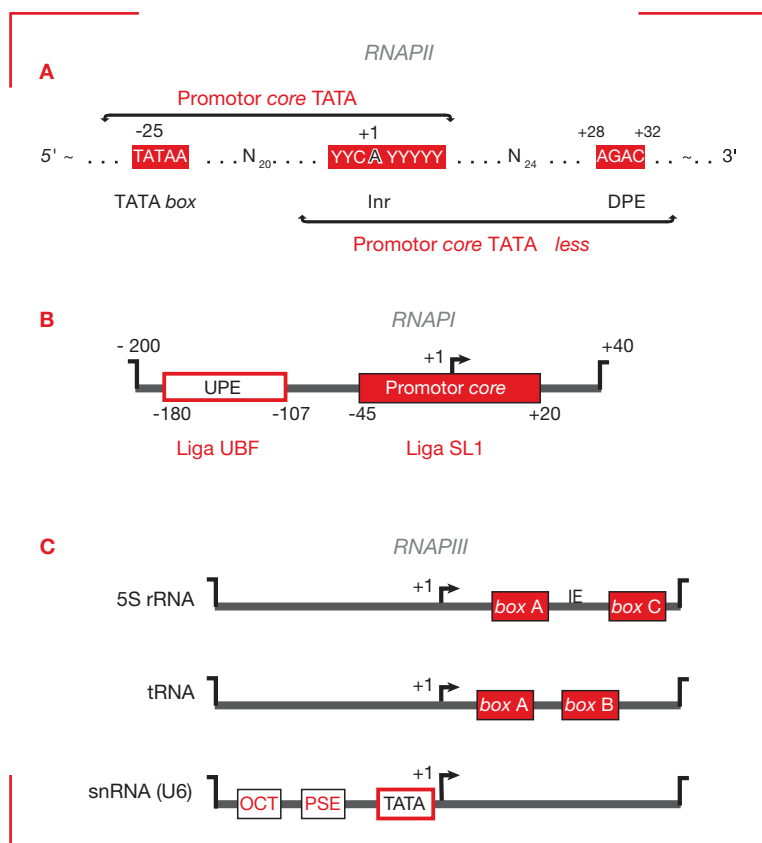 RNAPII
A
Promotor core TATA
-25 +1 +28 +32
5' ~ . . . . TATAA . . . N20. . . . . YYC A YYYYY . . . . N24 . . . . AGAC . . ~. . 3'
TATA box Inr DPE
Promotor core TATA less
B RNAPI
- 200 +1 +40
UPE Promotor core
-180 -107 -45 +20
Liga UBF Liga SL1
C RNAPIII
5S rRNA +1 box A IE box C
tRNA +1 box A box B
snRNA (U6) OCT PSE TATA +1